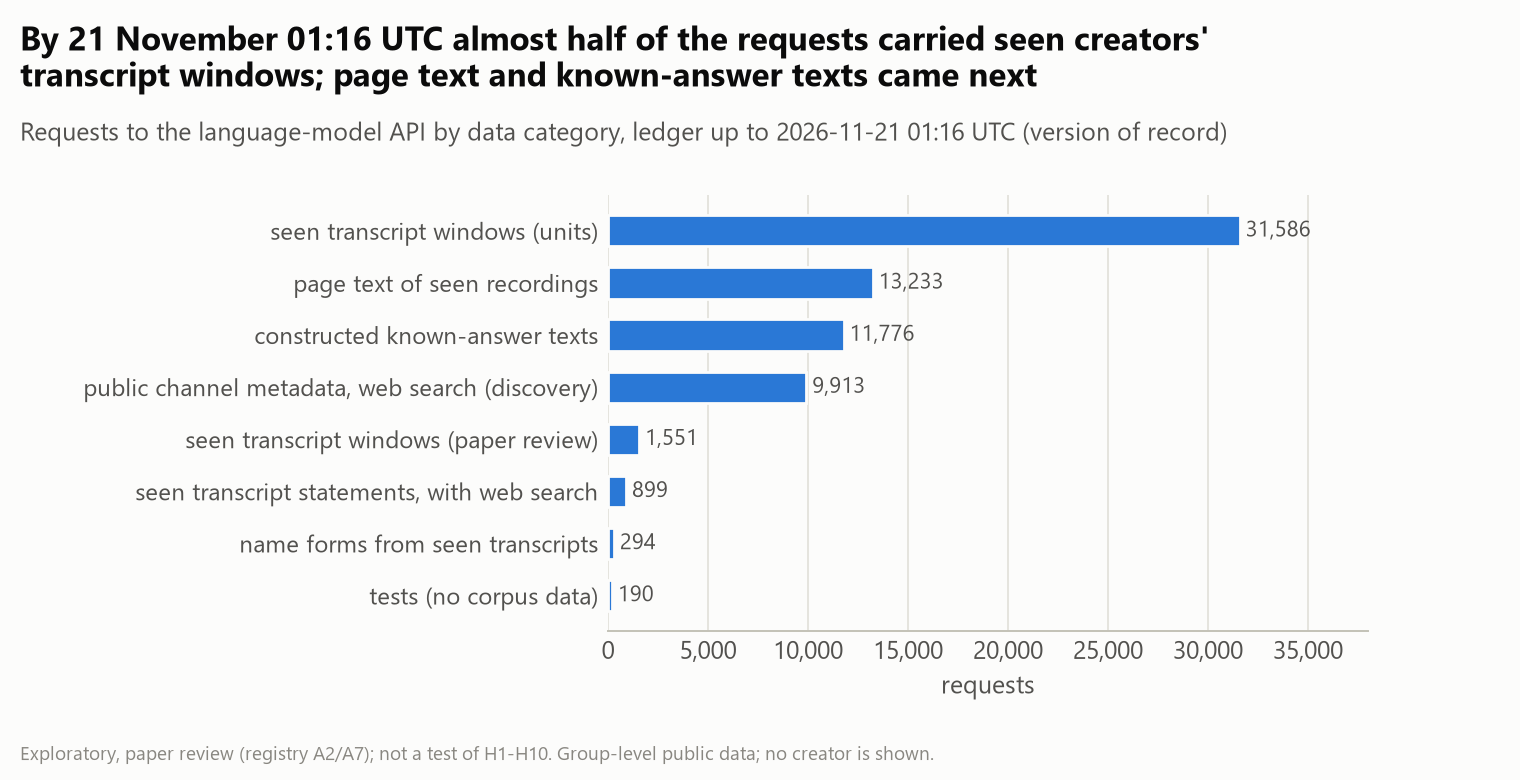 By 21 November 01:16 UTC almost half of the requests carried seen creators'
transcript windows; page text and known-answer texts came next
Requests to the language-model API by data category, ledger up to 2026-11-21 01:16 UTC (version of record)
seen transcript windows (units) 31,586
page text of seen recordings 13,233
constructed known-answer texts 11,776
public channel metadata, web search (discovery) 9,913
seen transcript windows (paper review) 1,551
seen transcript statements, with web search 899
name forms from seen transcripts 294
tests (no corpus data) 190
0 5,000 10,000 15,000 20,000 25,000 30,000 35,000
requests
Exploratory, paper review (registry A2/A7); not a test of H1-H10. Group-level public data; no creator is shown.